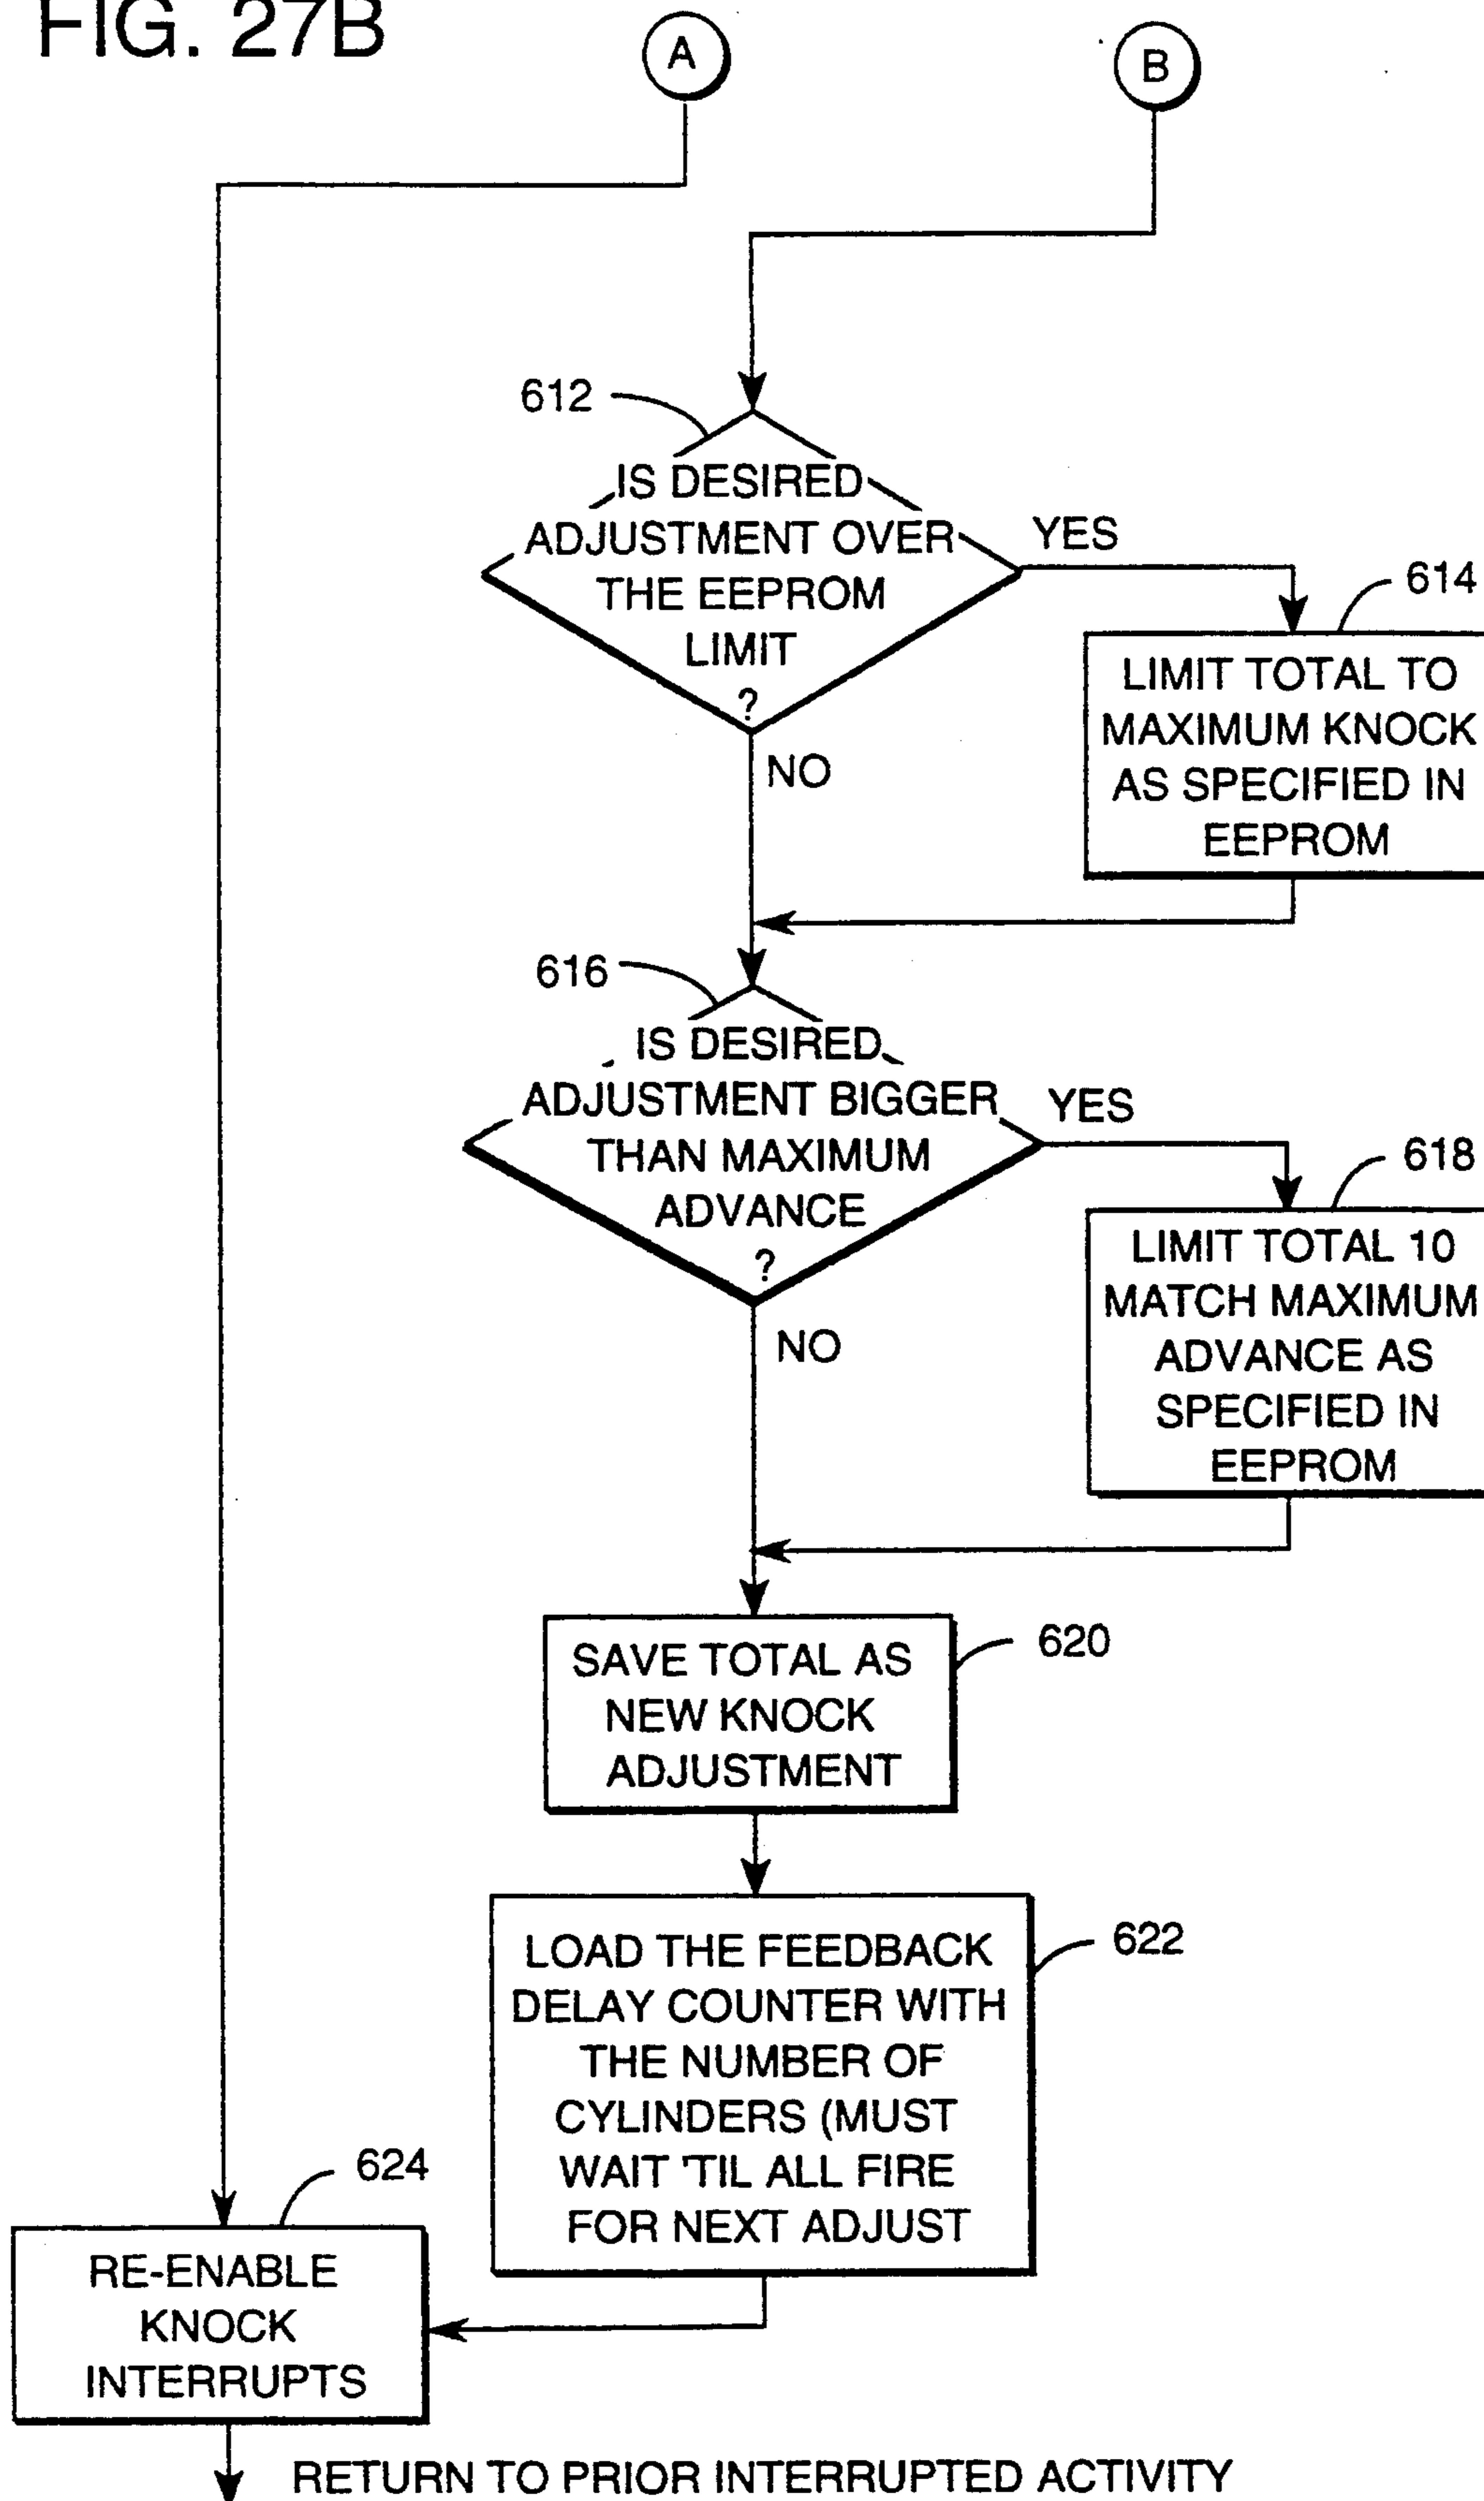 FIG. 27B
A
B
612
IS DESIRED
ADJUSTMENT OVER
THE EEPROM
LIMIT
?
YES
NO
614
LIMIT TOTAL TO
MAXIMUM KNOCK
AS SPECIFIED IN
EEPROM
616
IS DESIRED
ADJUSTMENT BIGGER
THAN MAXIMUM
ADVANCE
?
YES
NO
618
LIMIT TOTAL 10
MATCH MAXIMUM
ADVANCE AS
SPECIFIED IN
EEPROM
SAVE TOTAL AS
NEW KNOCK
ADJUSTMENT
620
LOAD THE FEEDBACK
DELAY COUNTER WITH
THE NUMBER OF
CYLINDERS (MUST
WAIT 'TIL ALL FIRE
FOR NEXT ADJUST
622
624
RE-ENABLE
KNOCK
INTERRUPTS
RETURN TO PRIOR INTERRUPTED ACTIVITY